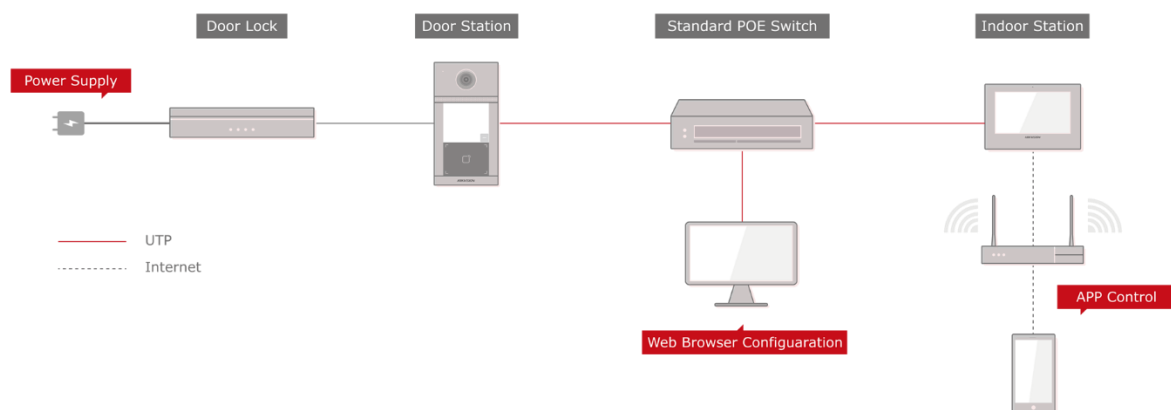 Door Lock
Door Station
Standard POE Switch
Indoor Station
Power Supply
UTP
Internet
APP Control
Web Browser Configuaration